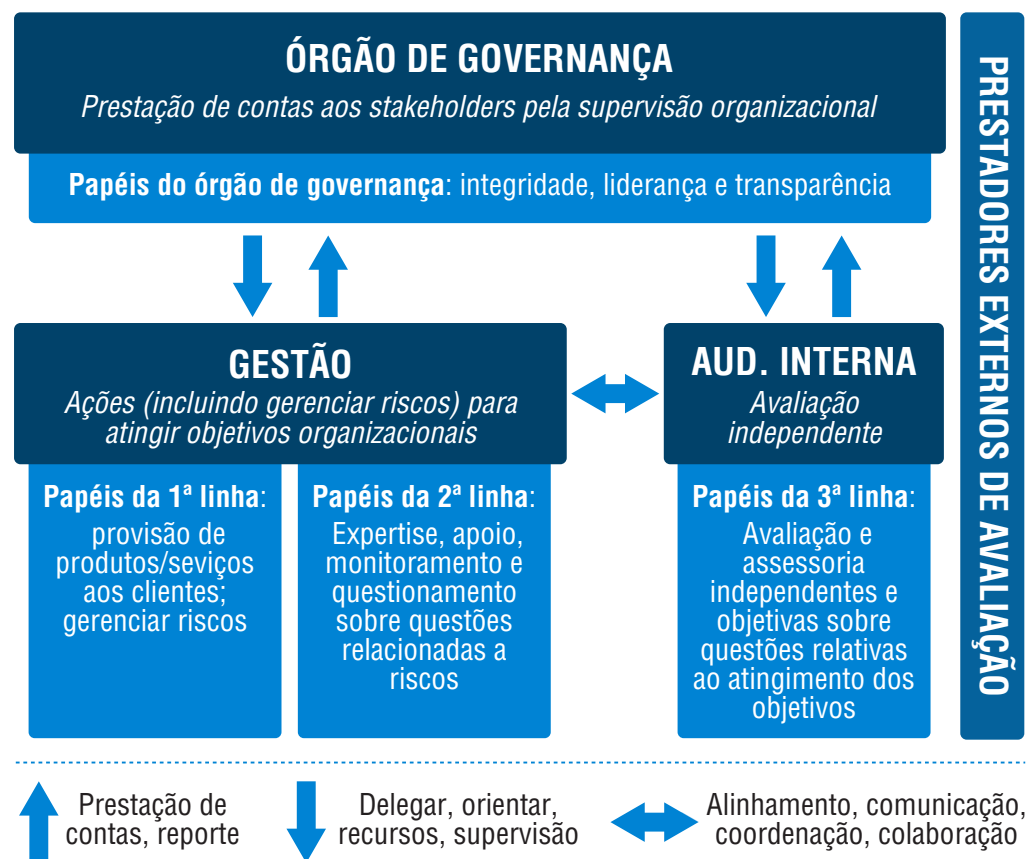 ÓRGÃO DE GOVERNANÇA
Prestação de contas aos stakeholders pela supervisão organizacional
Papéis do órgão de governança: integridade, liderança e transparência
GESTÃO
Ações (incluindo gerenciar riscos) para
atingir objetivos organizacionais
AUD. INTERNA
Avaliação
independente
Papéis da 1ª linha:
provisão de
produtos/seviços
aos clientes;
gerenciar riscos
Papéis da 2ª linha:
Expertise, apoio,
monitoramento e
questionamento
sobre questões
relacionadas a
riscos
Papéis da 3ª linha:
Avaliação e
assessoria
independentes e
objetivas sobre
questões relativas
ao atingimento dos
objetivos
PRESTADORES EXTERNOS DE AVALIAÇÃO
Prestação de
contas, reporte
Delegar, orientar,
recursos, supervisão
Alinhamento, comunicação,
coordenação, colaboração